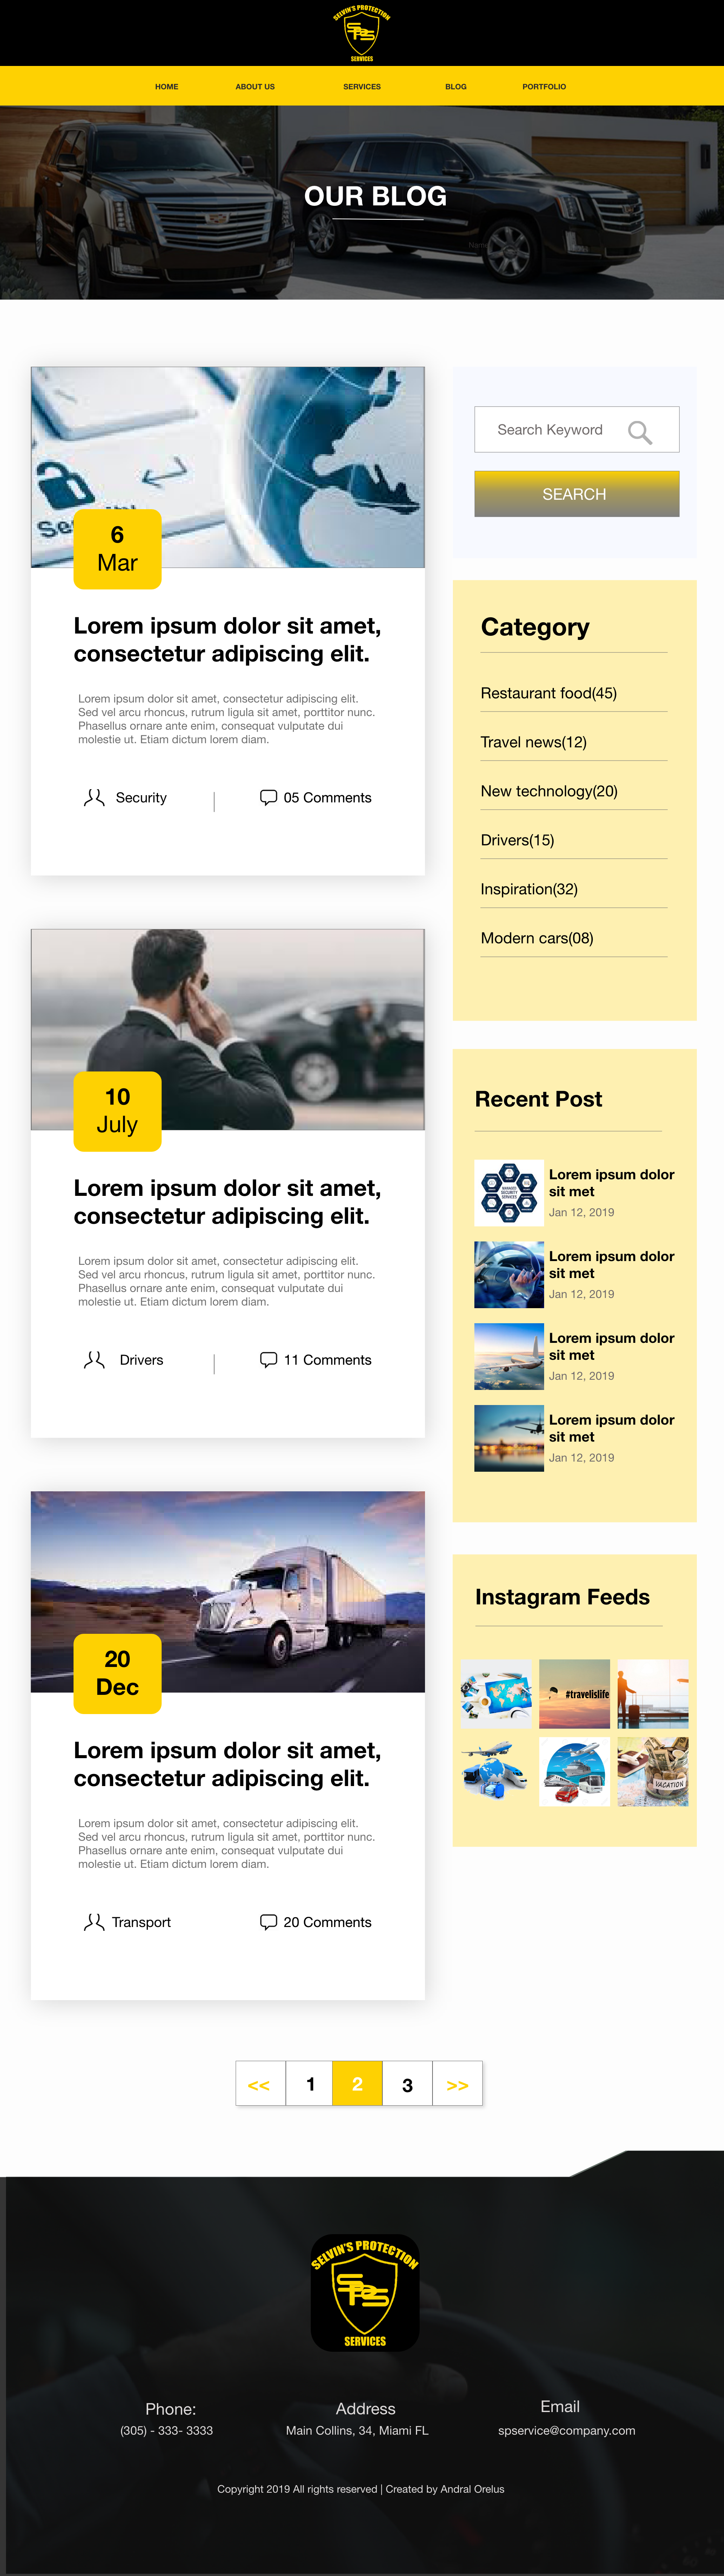 SELVIN'S PROTECTION
SPS
SERVICES
HOME ABOUT US SERVICES BLOG PORTFOLIO
OUR BLOG
Name
6
Mar
Lorem ipsum dolor sit amet,
consectetur adipiscing elit.
Lorem ipsum dolor sit amet, consectetur adipiscing elit.
Sed vel arcu rhoncus, rutrum ligula sit amet, porttitor nunc.
Phasellus ornare ante enim, consequat vulputate dui
molestie ut. Etiam dictum lorem diam.
Security 05 Comments
10
July
Lorem ipsum dolor sit amet,
consectetur adipiscing elit.
Lorem ipsum dolor sit amet, consectetur adipiscing elit.
Sed vel arcu rhoncus, rutrum ligula sit amet, porttitor nunc.
Phasellus ornare ante enim, consequat vulputate dui
molestie ut. Etiam dictum lorem diam.
Drivers 11 Comments
20
Dec
Lorem ipsum dolor sit amet,
consectetur adipiscing elit.
Lorem ipsum dolor sit amet, consectetur adipiscing elit.
Sed vel arcu rhoncus, rutrum ligula sit amet, porttitor nunc.
Phasellus ornare ante enim, consequat vulputate dui
molestie ut. Etiam dictum lorem diam.
Transport 20 Comments
Search Keyword
SEARCH
Category
Restaurant food(45)
Travel news(12)
New technology(20)
Drivers(15)
Inspiration(32)
Modern cars(08)
Recent Post
MANAGED
SECURITY
SERVICES
Lorem ipsum dolor
sit met
Jan 12, 2019
Lorem ipsum dolor
sit met
Jan 12, 2019
Lorem ipsum dolor
sit met
Jan 12, 2019
Lorem ipsum dolor
sit met
Jan 12, 2019
Instagram Feeds
#travelislife
VACATION
<< 1 2 3 >>
SELVIN'S PROTECTION
SPS
SERVICES
Phone:
(305) - 333- 3333
Address
Main Collins, 34, Miami FL
Email
spservice@company.com
Copyright 2019 All rights reserved | Created by Andral Orelus